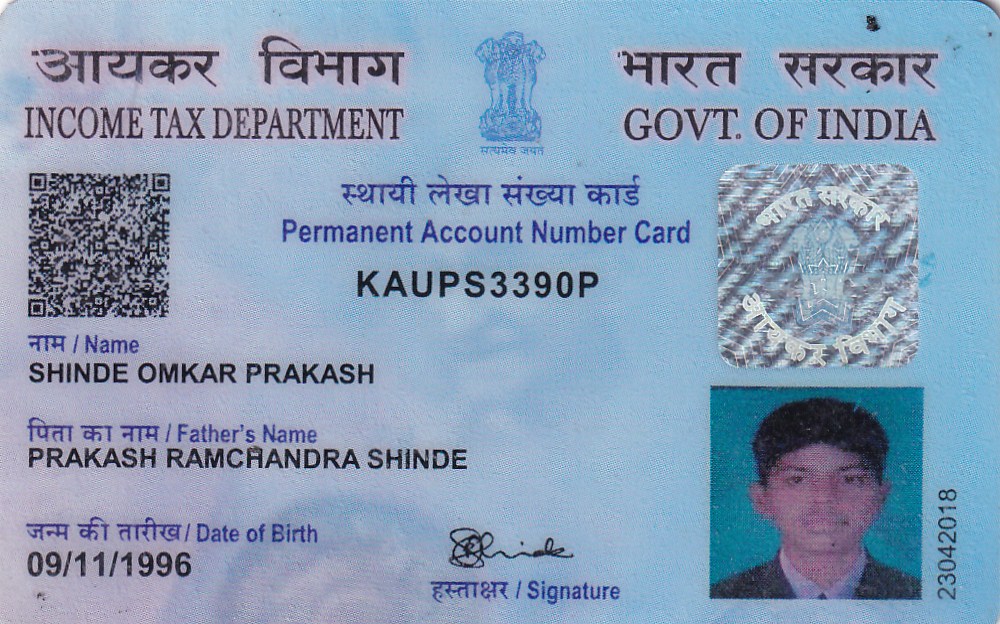 आयकर विभाग
INCOME TAX DEPARTMENT
सत्यमेव जयते
भारत सरकार
GOVT. OF INDIA
स्थायी लेखा संख्या कार्ड
Permanent Account Number Card
KAUPS3390P
भारत सरकार
आयकर विभाग
नाम / Name
SHINDE OMKAR PRAKASH
पिता का नाम / Father's Name
PRAKASH RAMCHANDRA SHINDE
जन्म की तारीख / Date of Birth
09/11/1996
Shinde
हस्ताक्षर / Signature
23042018